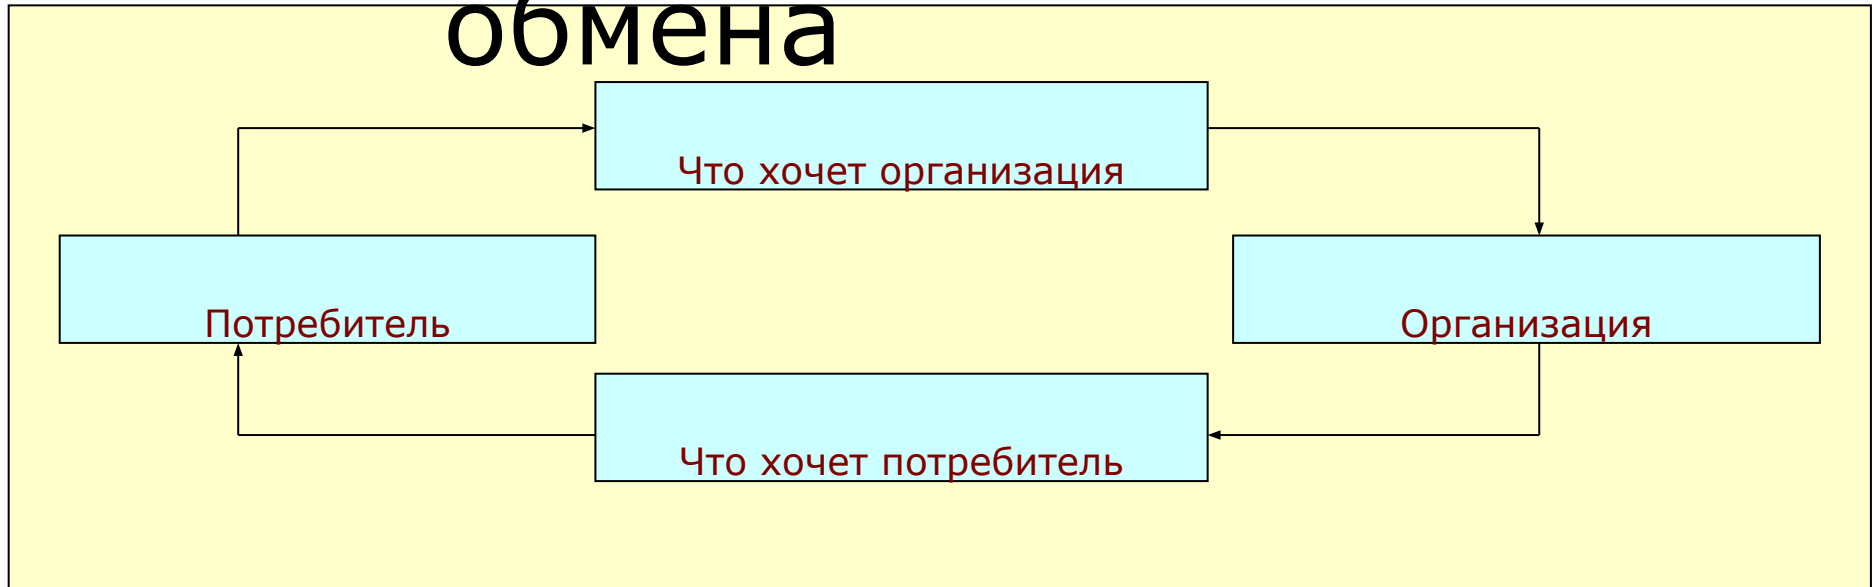 обмена
Что хочет организация
Потребитель
Организация
Что хочет потребитель